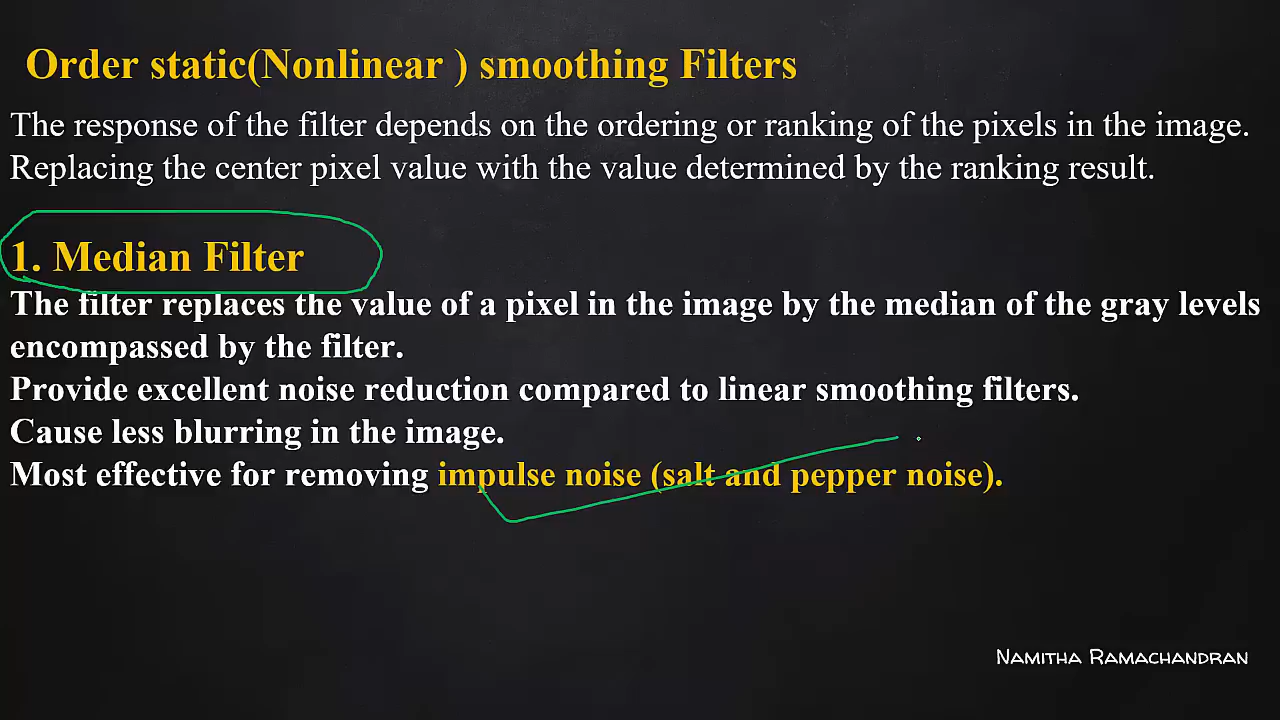 Order static(Nonlinear ) smoothing Filters
The response of the filter depends on the ordering or ranking of the pixels in the image.
Replacing the center pixel value with the value determined by the ranking result.
1. Median Filter
The filter replaces the value of a pixel in the image by the median of the gray levels
encompassed by the filter.
Provide excellent noise reduction compared to linear smoothing filters.
Cause less blurring in the image.
Most effective for removing impulse noise (salt and pepper noise).
Namitha Ramachandran